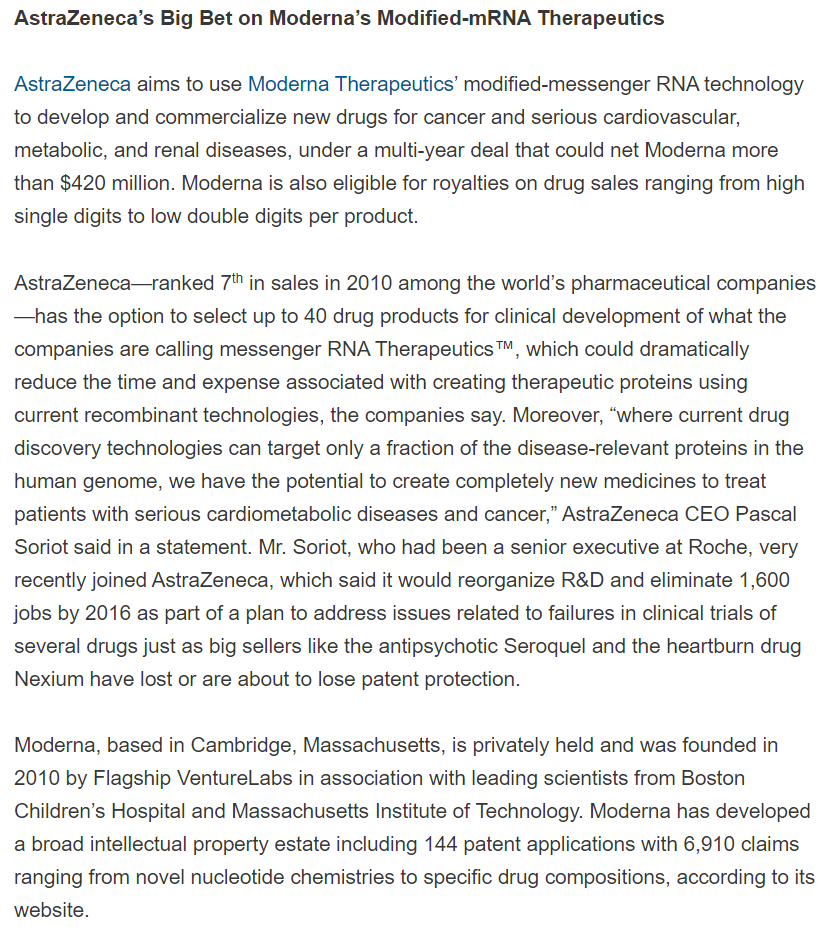 AstraZeneca’s Big Bet on Moderna’s Modified-mRNA Therapeutics
AstraZeneca aims to use Moderna Therapeutics’ modified-messenger RNA technology
to develop and commercialize new drugs for cancer and serious cardiovascular,
metabolic, and renal diseases, under a multi-year deal that could net Moderna more
than $420 million. Moderna is also eligible for royalties on drug sales ranging from high
single digits to low double digits per product.
AstraZeneca—ranked 7th in sales in 2010 among the world’s pharmaceutical companies
—has the option to select up to 40 drug products for clinical development of what the
companies are calling messenger RNA Therapeutics™, which could dramatically
reduce the time and expense associated with creating therapeutic proteins using
current recombinant technologies, the companies say. Moreover, “where current drug
discovery technologies can target only a fraction of the disease-relevant proteins in the
human genome, we have the potential to create completely new medicines to treat
patients with serious cardiometabolic diseases and cancer,” AstraZeneca CEO Pascal
Soriot said in a statement. Mr. Soriot, who had been a senior executive at Roche, very
recently joined AstraZeneca, which said it would reorganize R&D and eliminate 1,600
jobs by 2016 as part of a plan to address issues related to failures in clinical trials of
several drugs just as big sellers like the antipsychotic Seroquel and the heartburn drug
Nexium have lost or are about to lose patent protection.
Moderna, based in Cambridge, Massachusetts, is privately held and was founded in
2010 by Flagship VentureLabs in association with leading scientists from Boston
Children’s Hospital and Massachusetts Institute of Technology. Moderna has developed
a broad intellectual property estate including 144 patent applications with 6,910 claims
ranging from novel nucleotide chemistries to specific drug compositions, according to its
website.